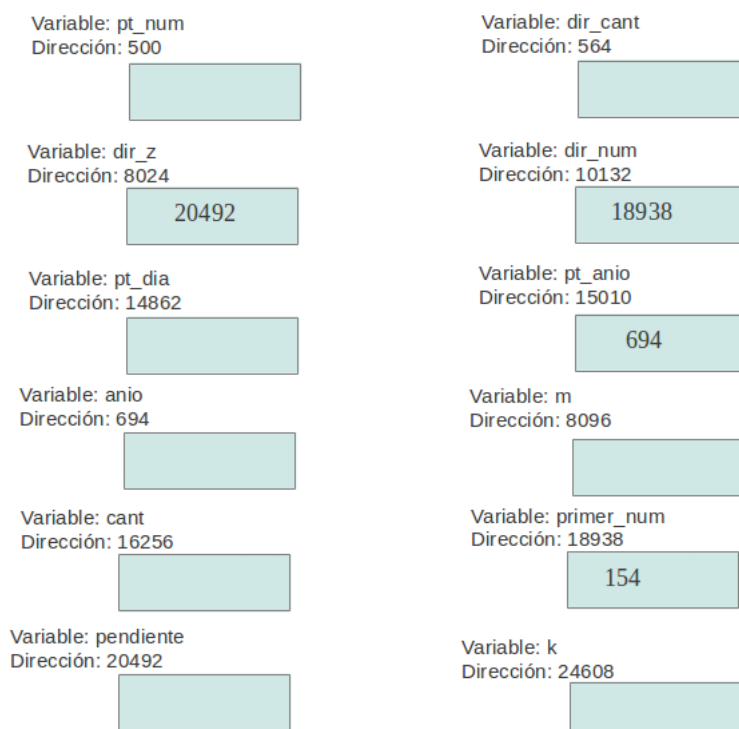 Variable: pt_num
Dirección: 500
Variable: dir_cant
Dirección: 564
Variable: dir_z
Dirección: 8024
20492
Variable: dir_num
Dirección: 10132
18938
Variable: pt_dia
Dirección: 14862
Variable: pt_anio
Dirección: 15010
694
Variable: anio
Dirección: 694
Variable: m
Dirección: 8096
Variable: cant
Dirección: 16256
Variable: primer_num
Dirección: 18938
154
Variable: pendiente
Dirección: 20492
Variable: k
Dirección: 24608